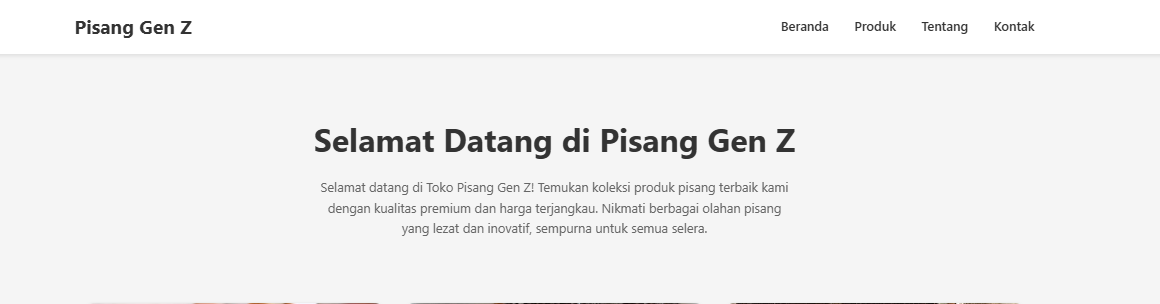 Pisang Gen Z
Beranda Produk Tentang Kontak
Selamat Datang di Pisang Gen Z
Selamat datang di Toko Pisang Gen Z! Temukan koleksi produk pisang terbaik kami
dengan kualitas premium dan harga terjangkau. Nikmati berbagai olahan pisang
yang lezat dan inovatif, sempurna untuk semua selera.